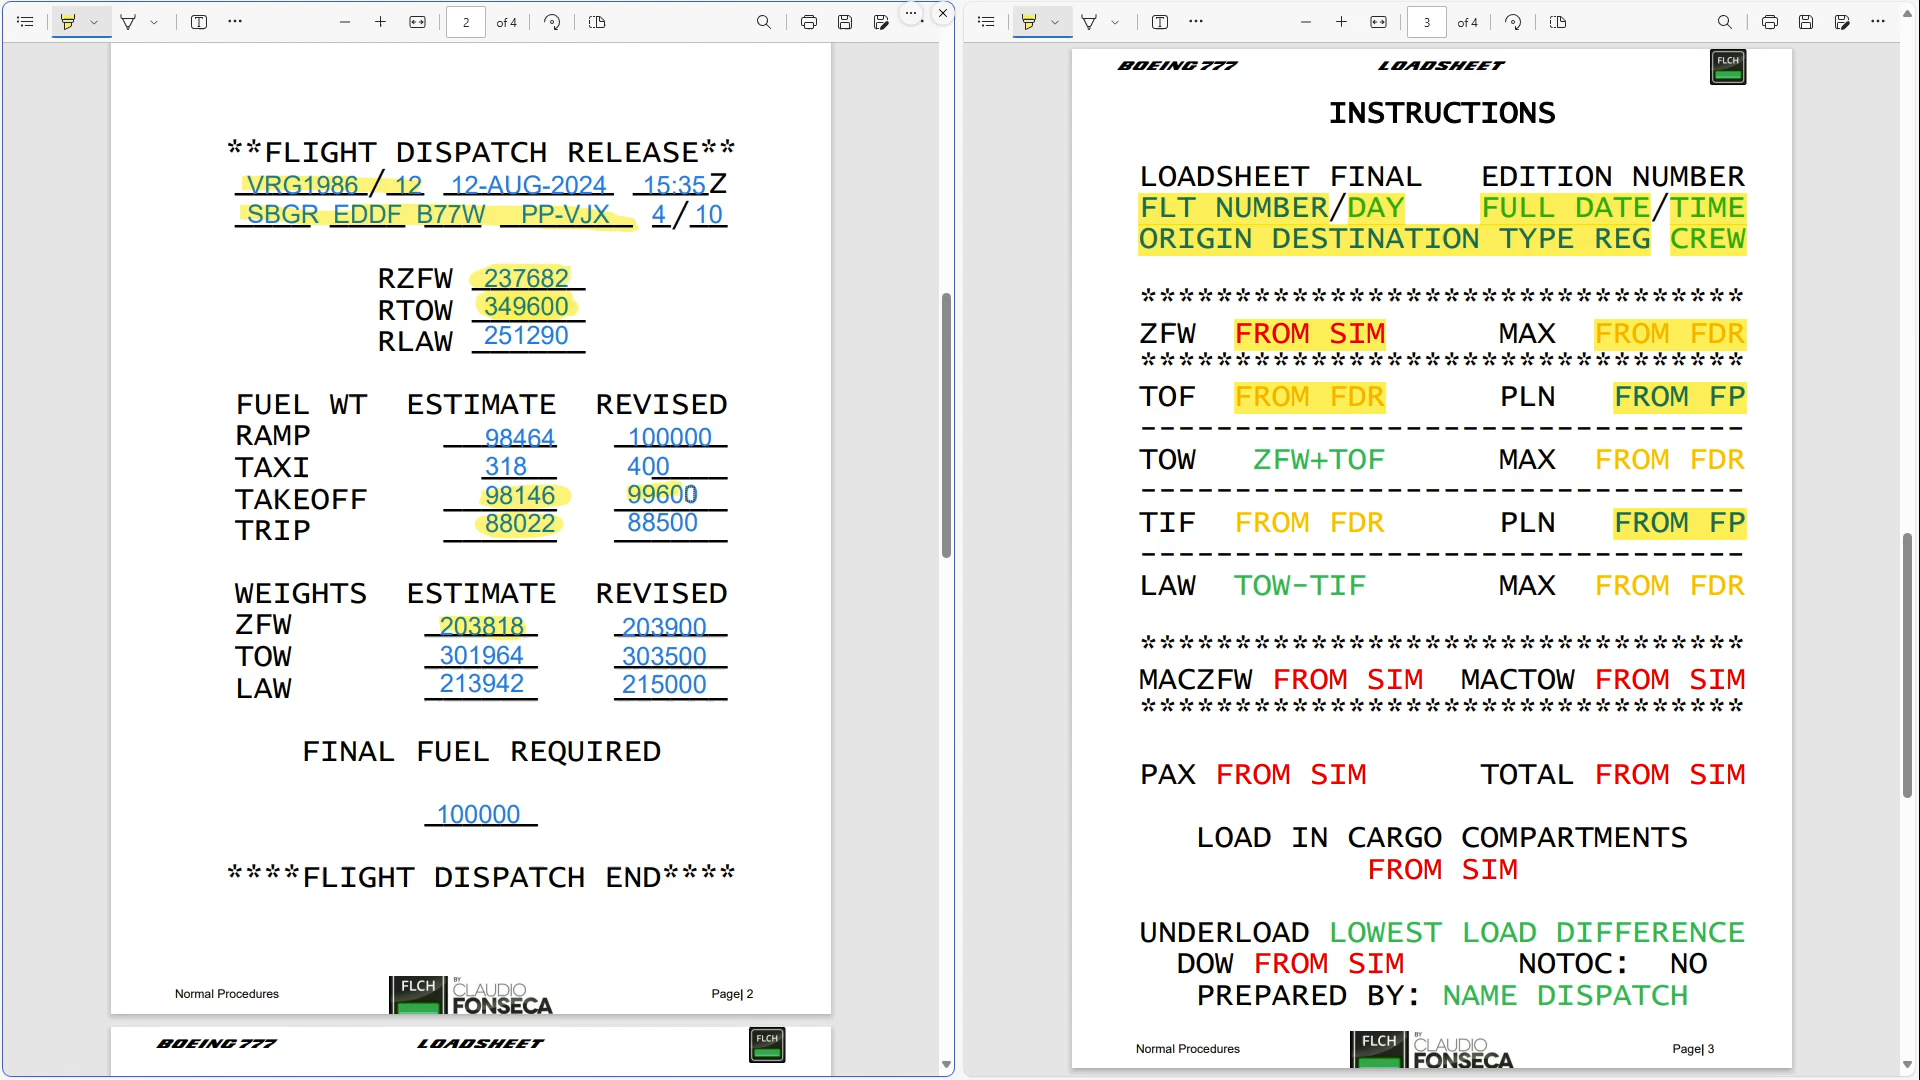 2 of 4
**FLIGHT DISPATCH RELEASE**
VRG1986/12 12-AUG-2024 15:35Z
SBGR EDDF B77W PP-VJX 4/10
RZFW 237682
RTOW 349600
RLAW 251290
FUEL WT ESTIMATE REVISED
RAMP 98464 100000
TAXI 318 400
TAKEOFF 98146 99600
TRIP 88022 88500
WEIGHTS ESTIMATE REVISED
ZFW 203818 203900
TOW 301964 303500
LAW 213942 215000
FINAL FUEL REQUIRED
100000
****FLIGHT DISPATCH END****
Normal Procedures FLCH BY CLAUDIO FONSECA Page| 2
BOEING 777 LOADSHEET FLCH
3 of 4
BOEING 777 LOADSHEET FLCH
INSTRUCTIONS
LOADSHEET FINAL EDITION NUMBER
FLT NUMBER/DAY FULL DATE/TIME
ORIGIN DESTINATION TYPE REG CREW
********************************
ZFW FROM SIM MAX FROM FDR
********************************
TOF FROM FDR PLN FROM FP
--------------------------------
TOW ZFW+TOF MAX FROM FDR
--------------------------------
TIF FROM FDR PLN FROM FP
--------------------------------
LAW TOW-TIF MAX FROM FDR
********************************
MACZFW FROM SIM MACTOW FROM SIM
********************************
PAX FROM SIM TOTAL FROM SIM
LOAD IN CARGO COMPARTMENTS
FROM SIM
UNDERLOAD LOWEST LOAD DIFFERENCE
DOW FROM SIM NOTOC: NO
PREPARED BY: NAME DISPATCH
Normal Procedures FLCH BY CLAUDIO FONSECA Page| 3